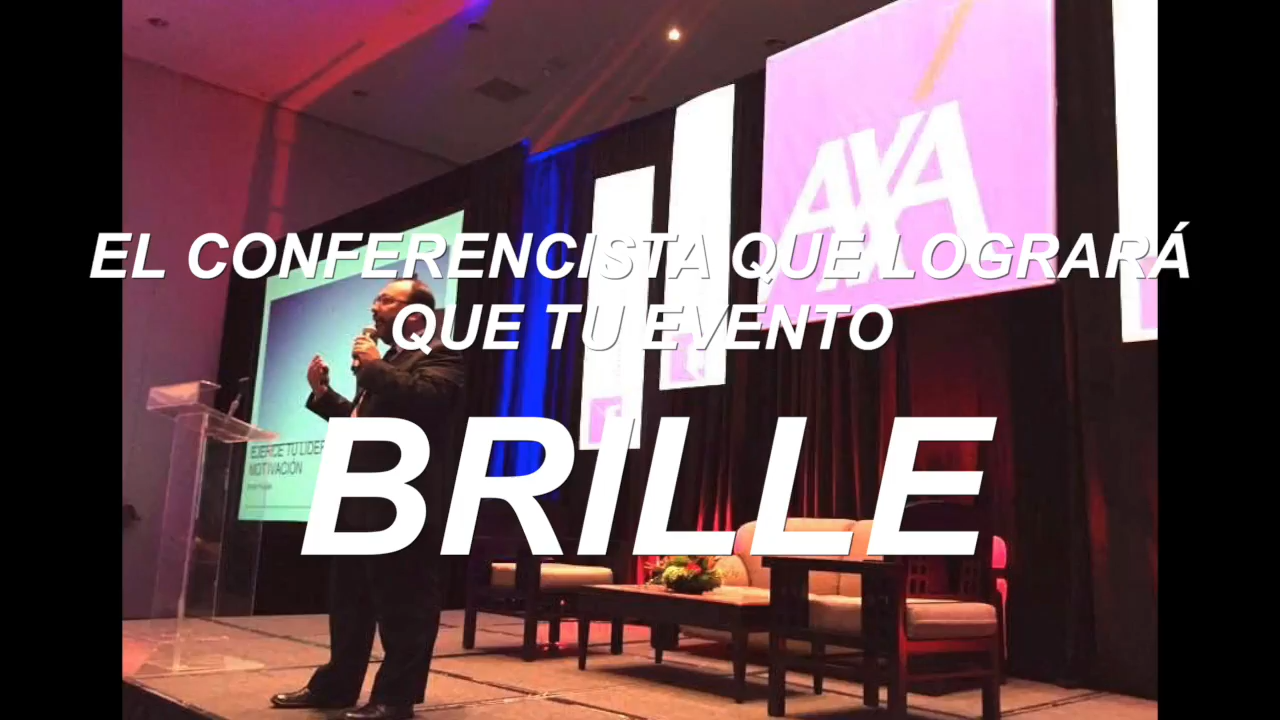 AXA
EL CONFERENCISTA QUE LOGRARÁ
QUE TU EVENTO
BRILLE
EJERCE TU LIDER
MOTIVACIÓN